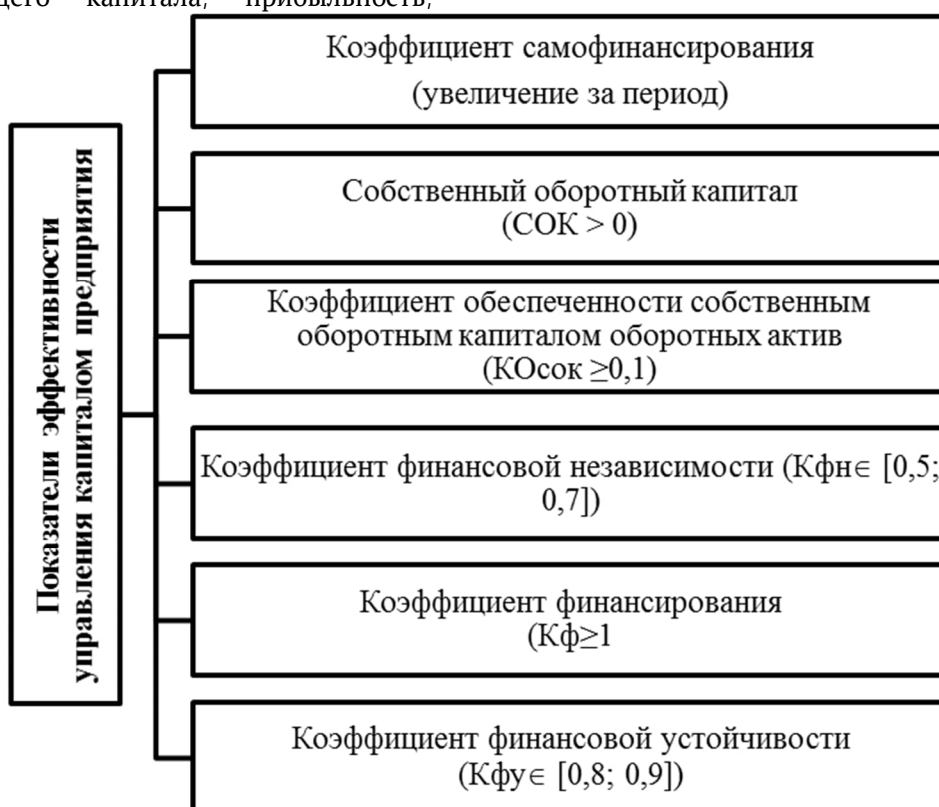 капитала, прибыльность,
Показатели эффективности
управления капиталом предприятия
Коэффициент самофинансирования
(увеличение за период)
Собственный оборотный капитал
(СОК > 0)
Коэффициент обеспеченности собственным
оборотным капиталом оборотных актив
(КОсок ≥0,1)
Коэффициент финансовой независимости (Кфн∈ [0,5;
0,7])
Коэффициент финансирования
(Кф≥1
Коэффициент финансовой устойчивости
(Кфу∈ [0,8; 0,9])